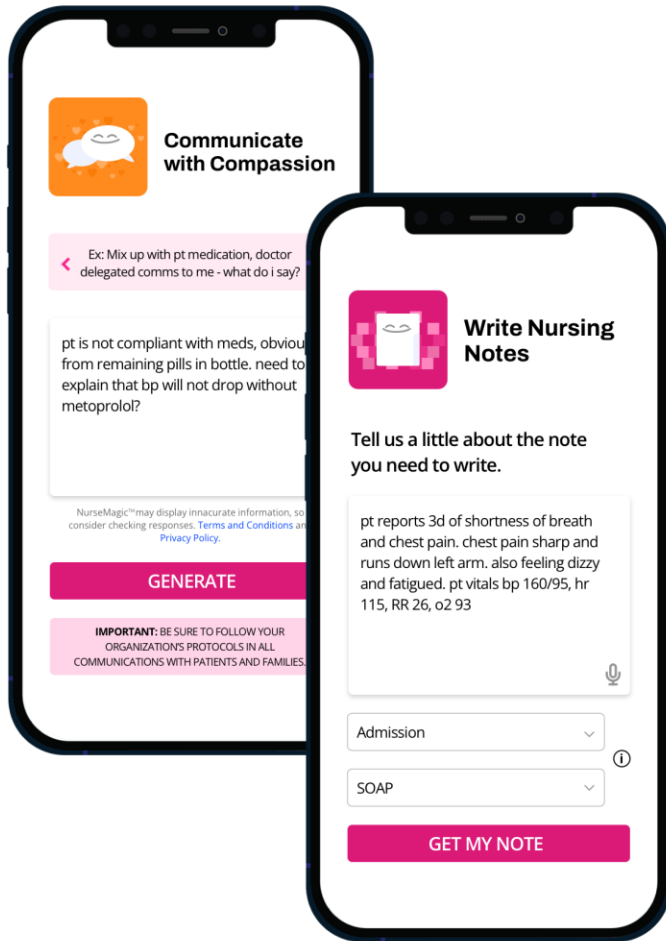 Communicate
with Compassion
Ex: Mix up with pt medication, doctor
delegated comms to me - what do i say?
pt is not compliant with meds, obviou
from remaining pills in bottle. need to
explain that bp will not drop without
metoprolol?
NurseMagic™may display innacurate information, so
consider checking responses. Terms and Conditions an
Privacy Policy.
GENERATE
IMPORTANT: BE SURE TO FOLLOW YOUR
ORGANIZATION'S PROTOCOLS IN ALL
COMMUNICATIONS WITH PATIENTS AND FAMILIES.
Write Nursing
Notes
Tell us a little about the note
you need to write.
pt reports 3d of shortness of breath
and chest pain. chest pain sharp and
runs down left arm. also feeling dizzy
and fatigued. pt vitals bp 160/95, hr
115, RR 26, o2 93
Admission
SOAP
GET MY NOTE